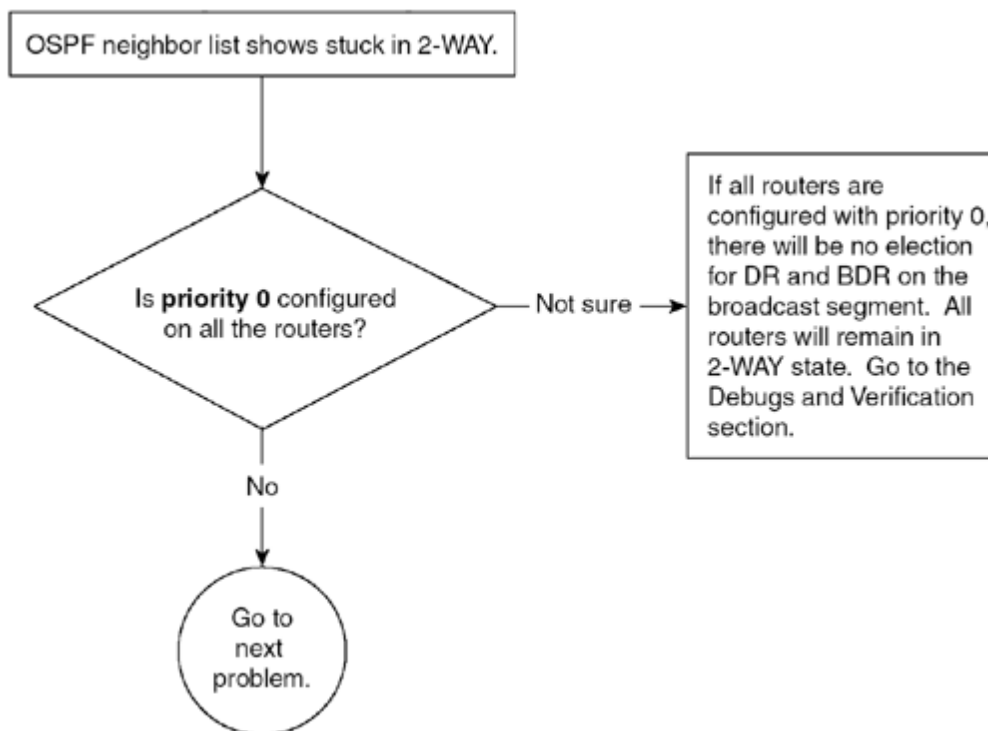 OSPF neighbor list shows stuck in 2-WAY.
Is priority 0 configured
on all the routers?
Not sure
If all routers are
configured with priority 0,
there will be no election
for DR and BDR on the
broadcast segment. All
routers will remain in
2-WAY state. Go to the
Debugs and Verification
section.
No
Go to
next
problem.